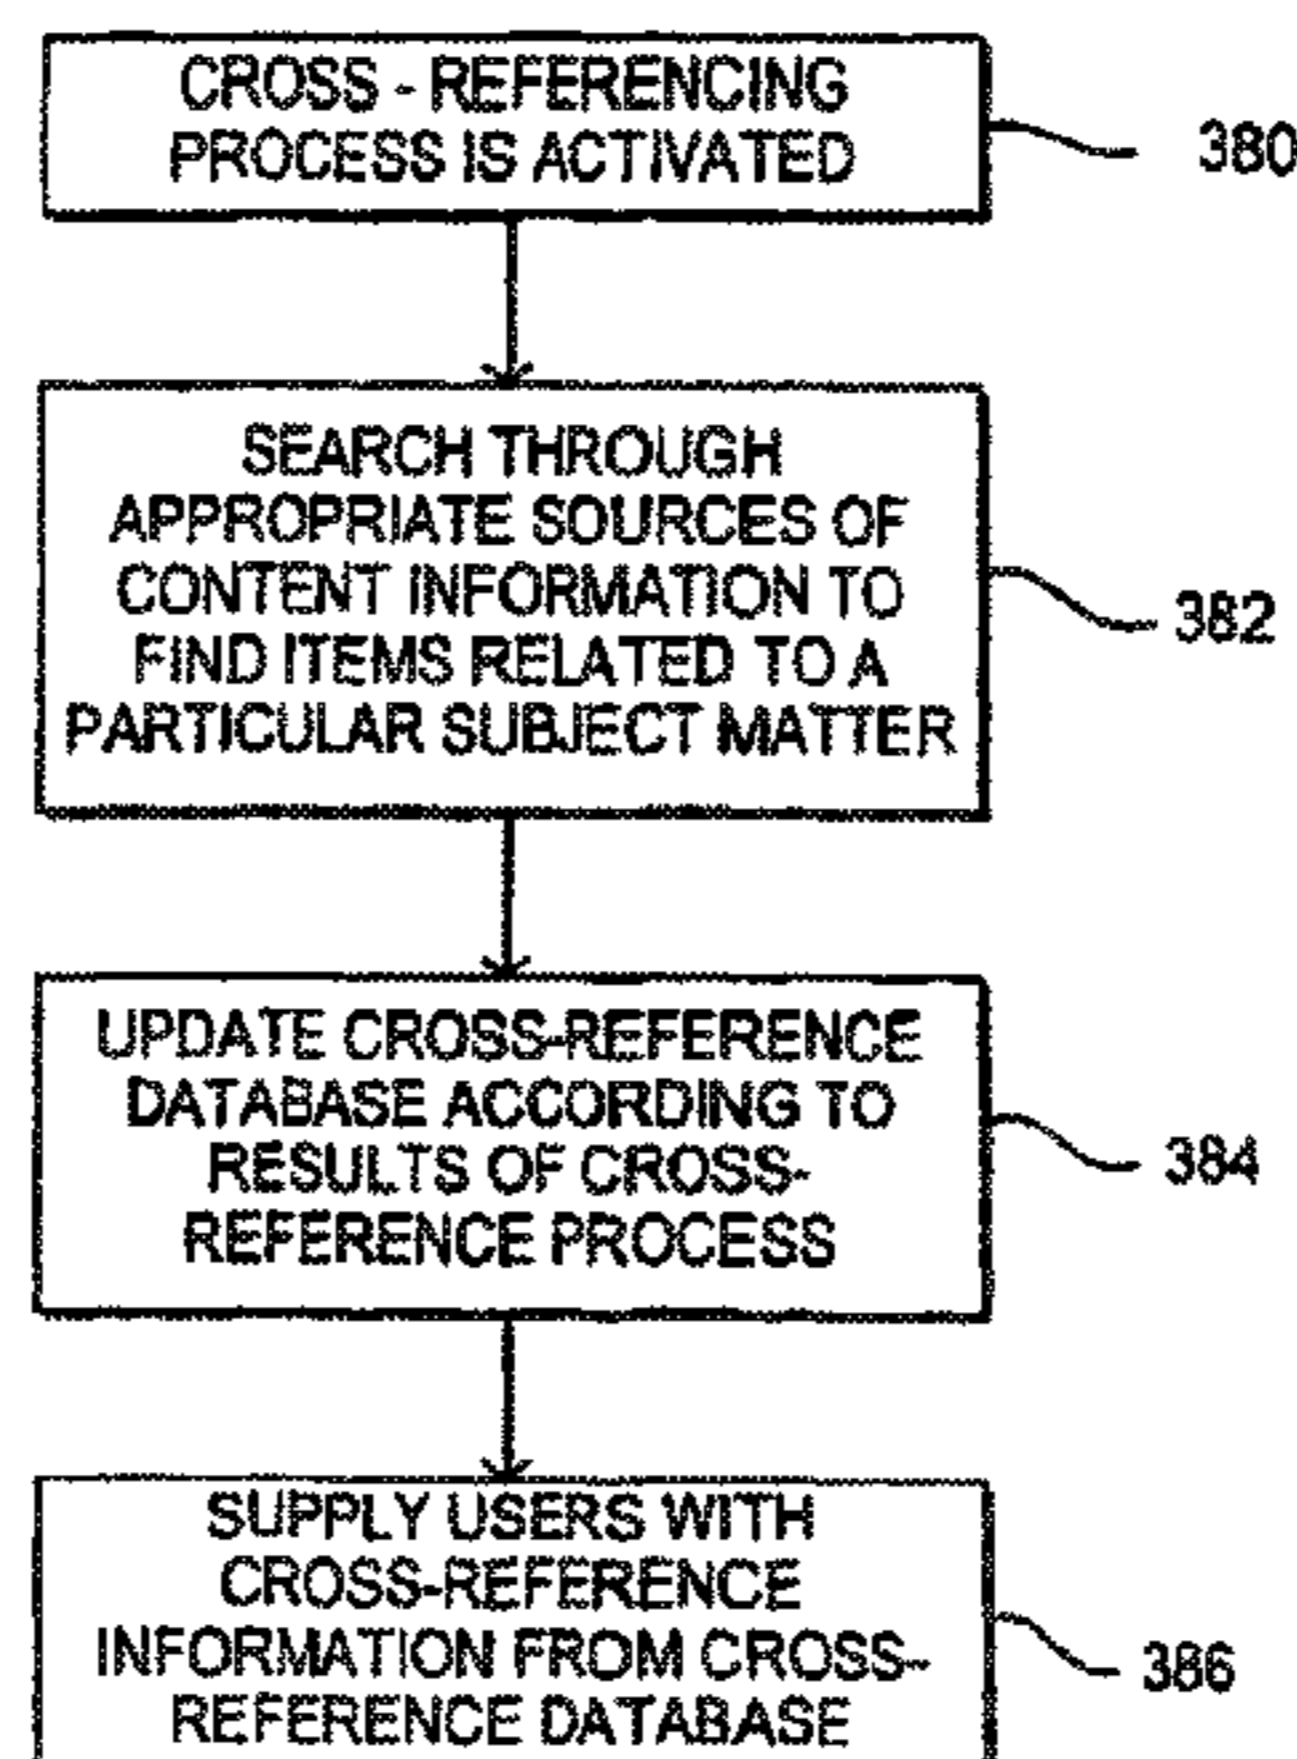 CROSS - REFERENCING
PROCESS IS ACTIVATED
380
SEARCH THROUGH
APPROPRIATE SOURCES OF
CONTENT INFORMATION TO
FIND ITEMS RELATED TO A
PARTICULAR SUBJECT MATTER
382
UPDATE CROSS-REFERENCE
DATABASE ACCORDING TO
RESULTS OF CROSS-
REFERENCE PROCESS
384
SUPPLY USERS WITH
CROSS-REFERENCE
INFORMATION FROM CROSS-
REFERENCE DATABASE
386